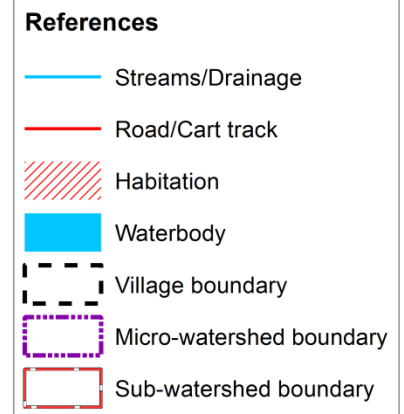 References
Streams/Drainage
Road/Cart track
Habitation
Waterbody
Village boundary
Micro-watershed boundary
Sub-watershed boundary